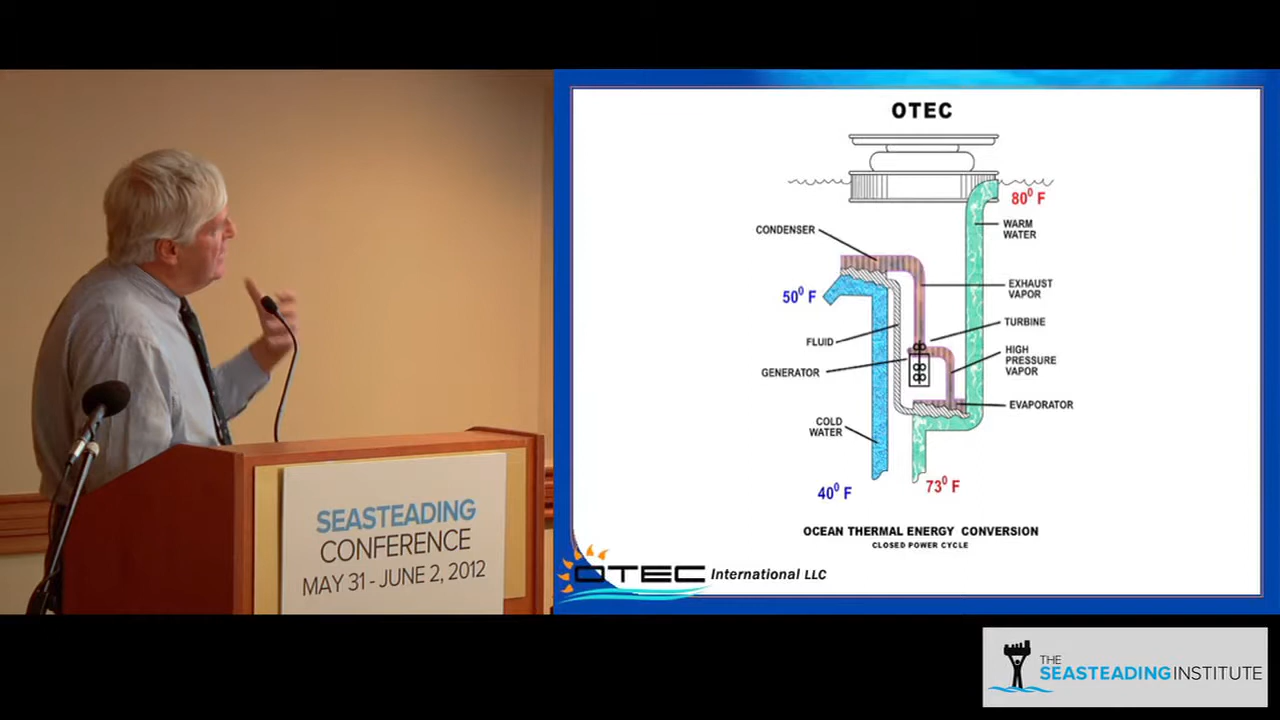 SEASTEADING
CONFERENCE
MAY 31 - JUNE 2, 2012
OTEC
80⁰ F
WARM
WATER
CONDENSER
EXHAUST
VAPOR
50⁰ F
TURBINE
FLUID
HIGH
PRESSURE
VAPOR
GENERATOR
EVAPORATOR
COLD
WATER
40⁰ F
73⁰ F
OCEAN THERMAL ENERGY CONVERSION
CLOSED POWER CYCLE
OTEC International LLC
THE
SEASTEADING INSTITUTE